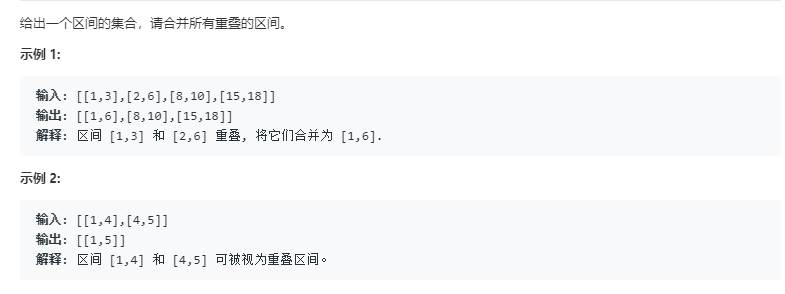 给出一个区间的集合，请合并所有重叠的区间。
示例 1:
输入: [[1,3],[2,6],[8,10],[15,18]]
输出: [[1,6],[8,10],[15,18]]
解释: 区间 [1,3] 和 [2,6] 重叠, 将它们合并为 [1,6].
示例 2:
输入: [[1,4],[4,5]]
输出: [[1,5]]
解释: 区间 [1,4] 和 [4,5] 可被视为重叠区间。